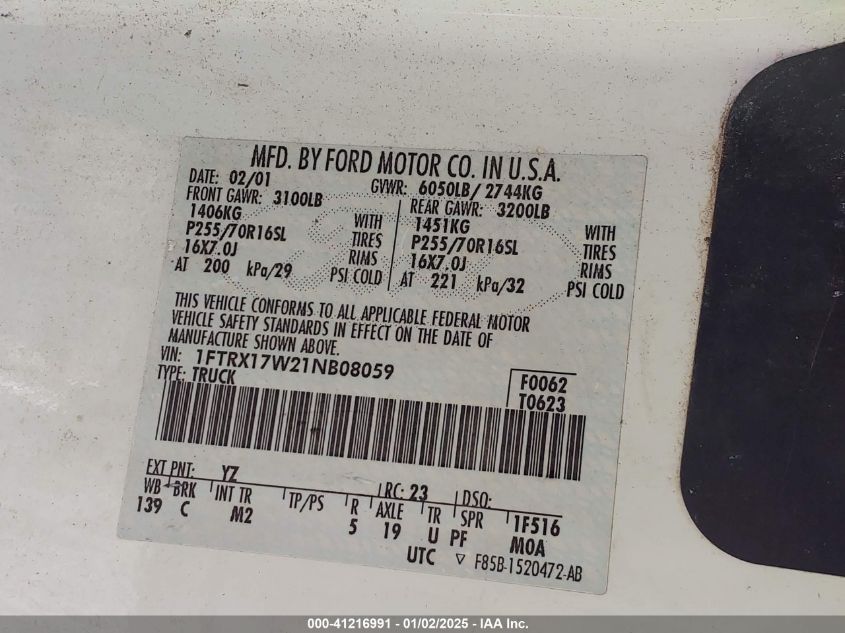 MFD. BY FORD MOTOR CO. IN U.S.A.
DATE: 02/01 GVWR: 6050LB/ 2744KG
FRONT GAWR: 3100LB REAR GAWR: 3200LB
1406KG WITH 1451KG WITH
P255/70R16SL TIRES P255/70R16SL TIRES
16X7.0J RIMS 16X7.0J RIMS
AT 200 kPa/29 PSI COLD AT 221 kPa/32 PSI COLD
THIS VEHICLE CONFORMS TO ALL APPLICABLE FEDERAL MOTOR
VEHICLE SAFETY STANDARDS IN EFFECT ON THE DATE OF
MANUFACTURE SHOWN ABOVE.
VIN: 1FTRX17W21NB08059
TYPE: TRUCK
F0062
T0623
EXT PNT: YZ RC: 23 DSO:
WB BRK INT TR TP/PS R AXLE TR SPR 1F516
139 C M2 5 19 U PF M0A
UTC ▽ F85B-1520472-AB
000-41216991 | 01/02/2025 - IAA Inc.